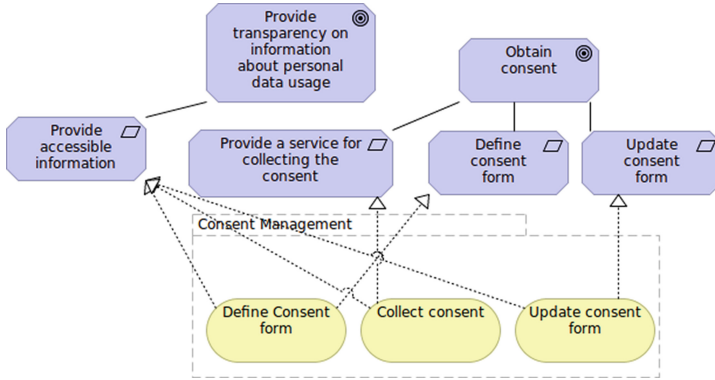 Provide
transparency on
information
about personal
data usage
Obtain
consent
Provide
accessible
information
Provide a service for
collecting the
consent
Define
consent
form
Update
consent
form
Consent Management
Define Consent
form
Collect consent
Update consent
form